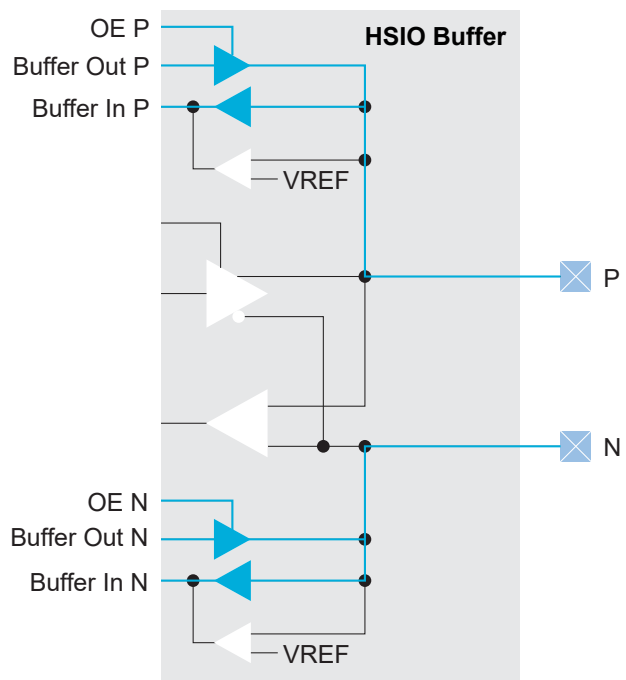 OE P
HSIO Buffer
Buffer Out P
Buffer In P
VREF
P
N
OE N
Buffer Out N
Buffer In N
VREF